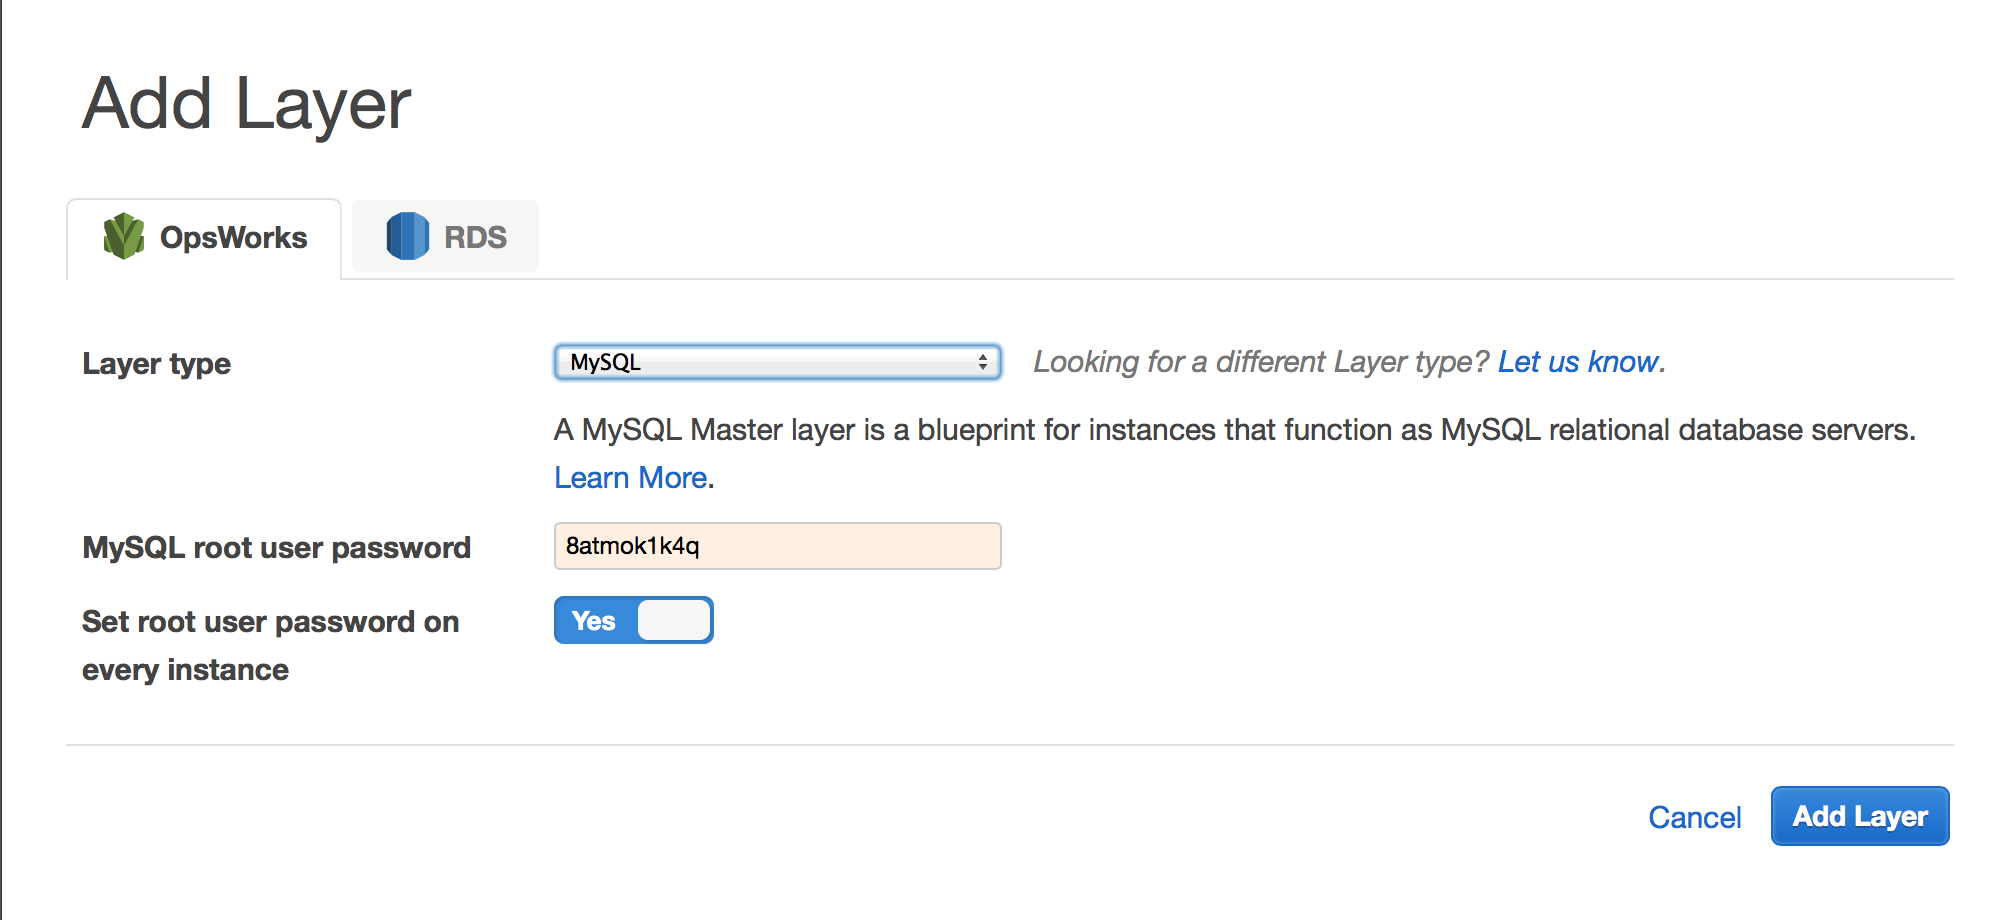 Add Layer
OpsWorks
RDS
Layer type
MySQL
Looking for a different Layer type? Let us know.
A MySQL Master layer is a blueprint for instances that function as MySQL relational database servers.
Learn More.
MySQL root user password
8atmok1k4q
Set root user password on
every instance
Yes
Cancel
Add Layer